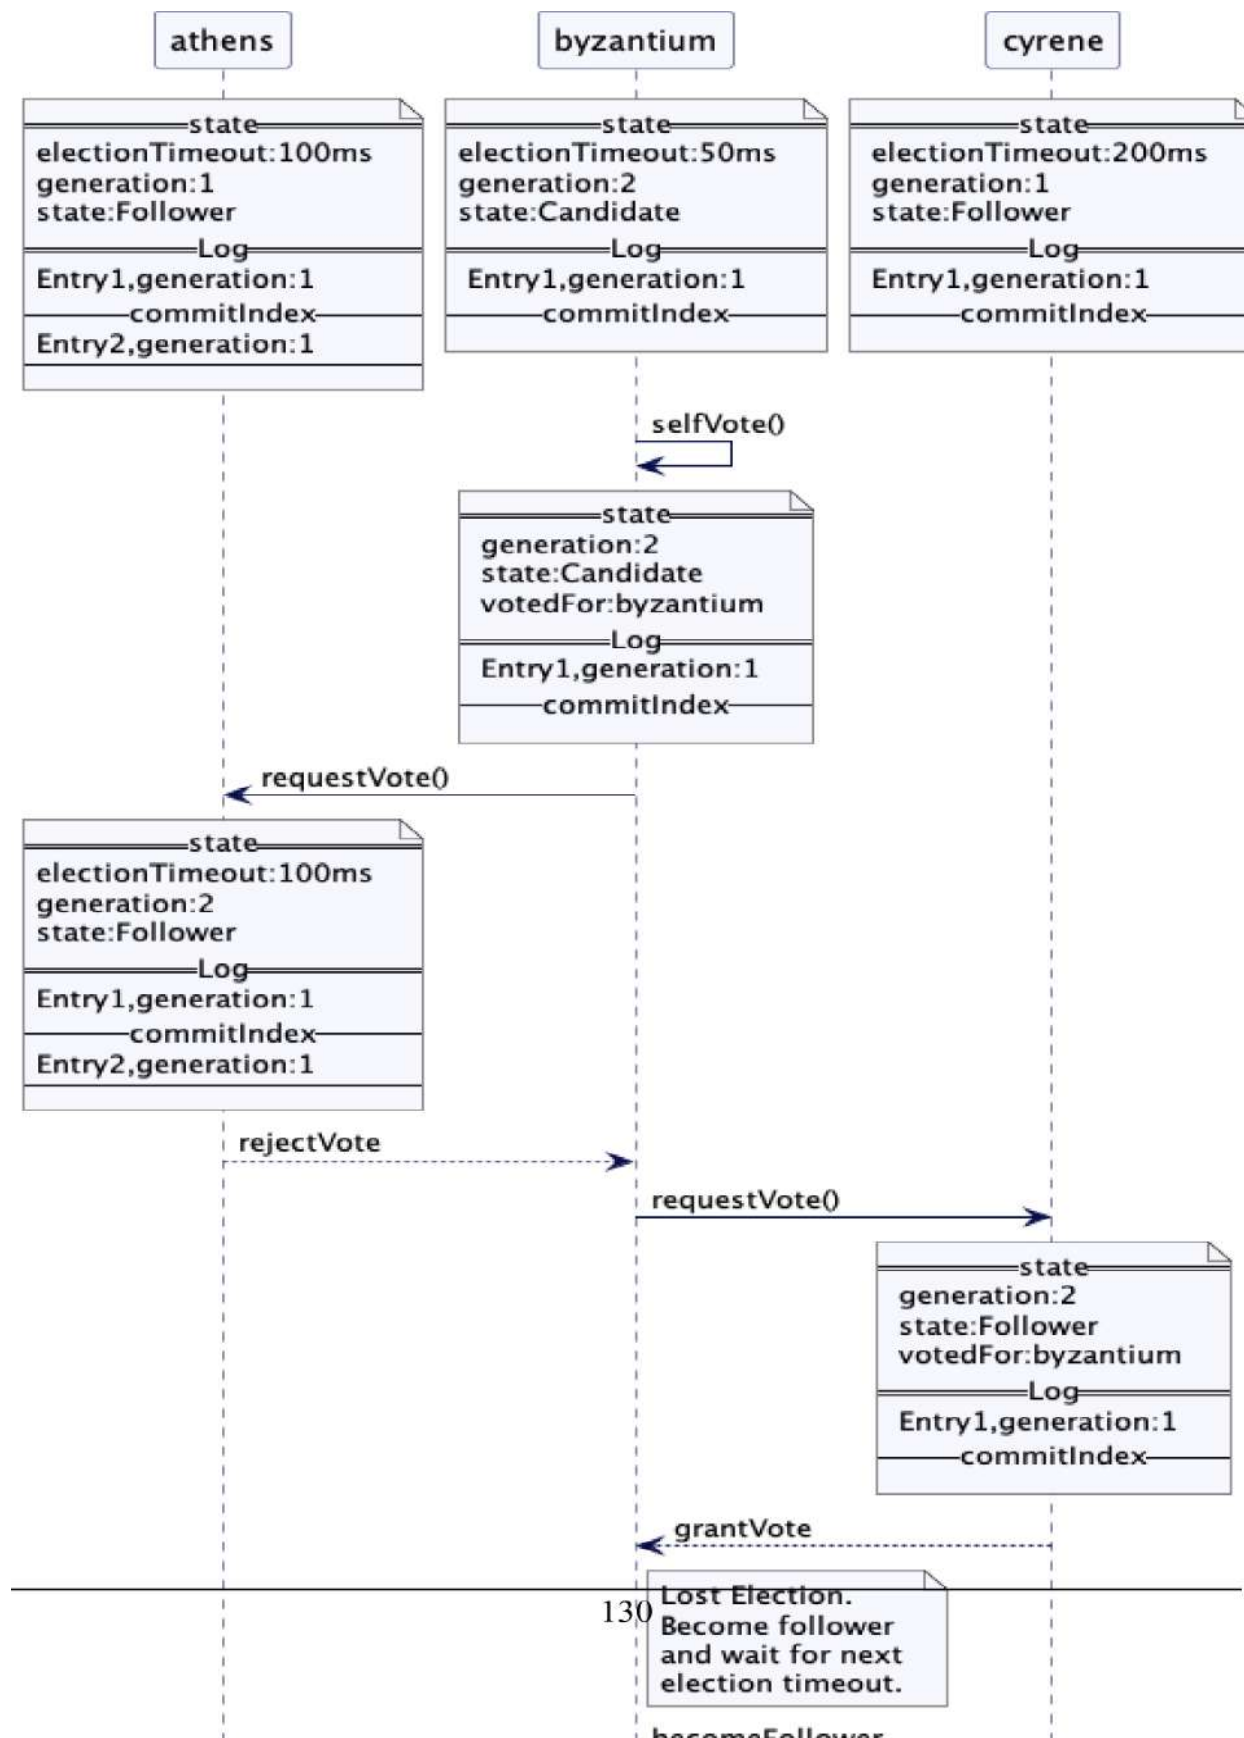 athens
byzantium
cyrene
state
electionTimeout:100ms
generation:1
state:Follower
Log
Entry1,generation:1
commitIndex
Entry2,generation:1
state
electionTimeout:50ms
generation:2
state:Candidate
Log
Entry1,generation:1
commitIndex
state
electionTimeout:200ms
generation:1
state:Follower
Log
Entry1,generation:1
commitIndex
selfVote()
state
generation:2
state:Candidate
votedFor:byzantium
Log
Entry1,generation:1
commitIndex
requestVote()
state
electionTimeout:100ms
generation:2
state:Follower
Log
Entry1,generation:1
commitIndex
Entry2,generation:1
rejectVote
requestVote()
state
generation:2
state:Follower
votedFor:byzantium
Log
Entry1,generation:1
commitIndex
grantVote
Lost Election.
Become follower
and wait for next
election timeout.
130
becomeFollower